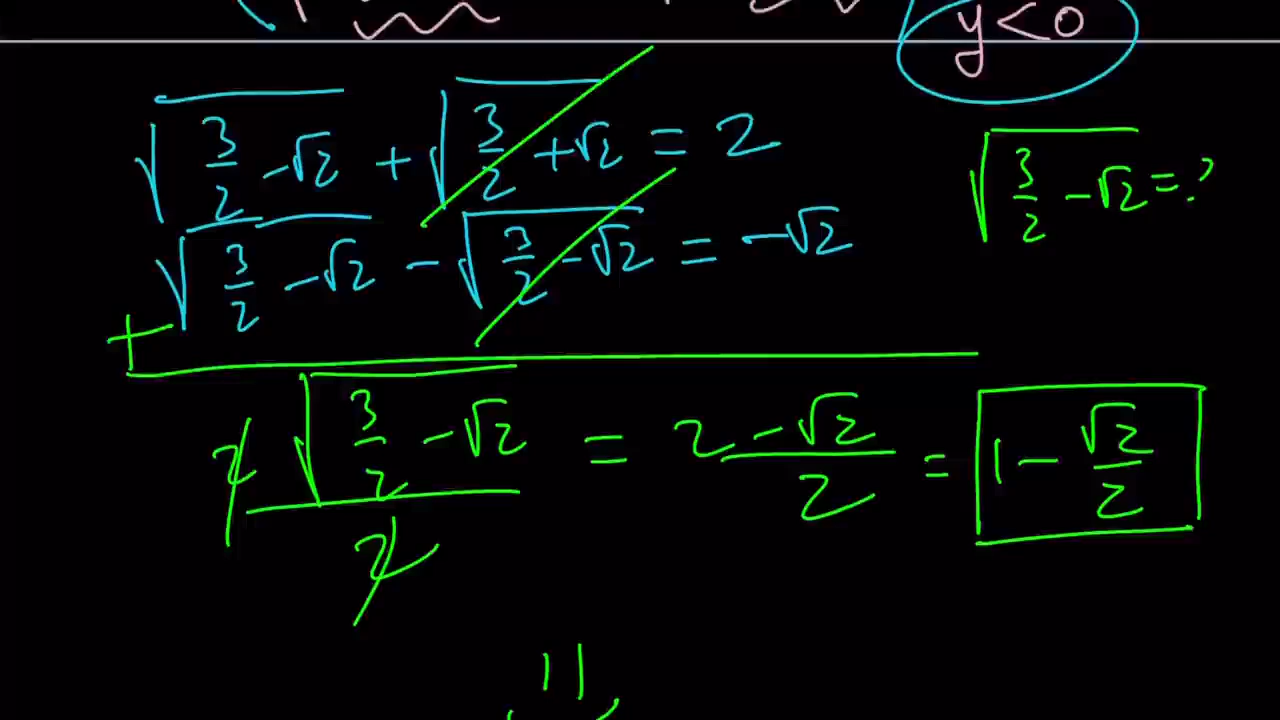 y<0
√(3/2 -√2) + √(3/2 +√2) = 2
√(3/2 -√2) = ?
√(3/2 -√2) - √(3/2 -√2) = -√2
+
2√(3/2 -√2)/2 = (2-√2)/2 = 1 - √2/2